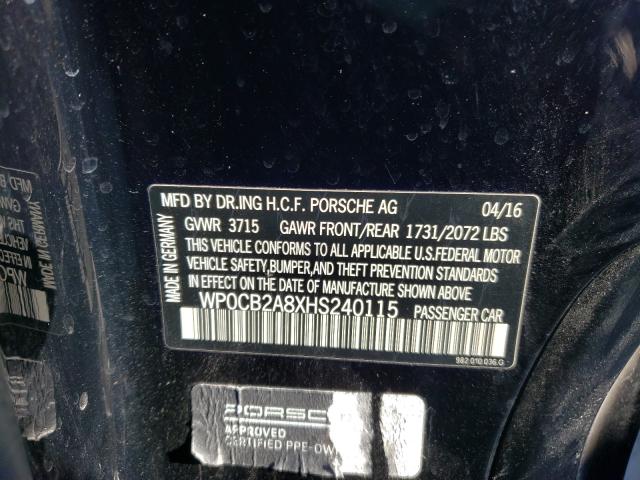 MFD BY DR.ING H.C.F. PORSCHE AG 04/16
GVWR 3715 GAWR FRONT/REAR 1731/2072 LBS
THIS VEHICLE CONFORMS TO ALL APPLICABLE U.S.FEDERAL MOTOR
VEHICLE SAFETY,BUMPER,AND THEFT PREVENTION STANDARDS
IN EFFECT ON THE DATE OF MANUFACTURE SHOWN ABOVE
WP0CB2A8XHS240115 PASSENGER CAR
MADE IN GERMANY
982.010.036.G
PORSC
APPROVED
CERTIFIED PRE-OW